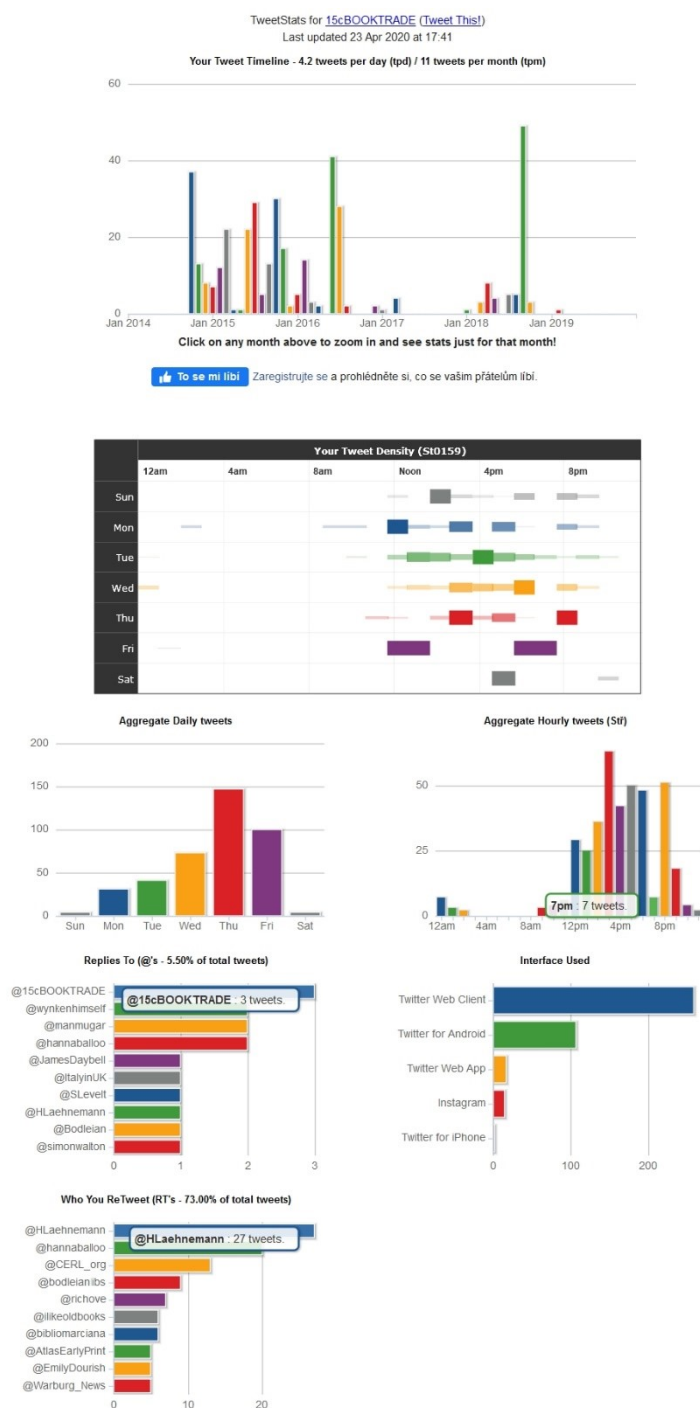 TweetStats for 15cBOOKTRADE (Tweet This!)
Last updated 23 Apr 2020 at 17:41
Your Tweet Timeline - 4.2 tweets per day (tpd) / 11 tweets per month (tpm)
60
40
20
0
Jan 2014 Jan 2015 Jan 2016 Jan 2017 Jan 2018 Jan 2019
Click on any month above to zoom in and see stats just for that month!
To se mi líbí Zaregistrujte se a prohlédněte si, co se vašim přátelům líbí.
Your Tweet Density (St0159)
12am 4am 8am Noon 4pm 8pm
Sun
Mon
Tue
Wed
Thu
Fri
Sat
Aggregate Daily tweets
200
150
100
50
0
Sun Mon Tue Wed Thu Fri Sat
Aggregate Hourly tweets (Stř)
50
25
0
7pm : 7 tweets.
12am 4am 8am 12pm 4pm 8pm
Replies To (@'s - 5.50% of total tweets)
@15cBOOKTRADE
@15cBOOKTRADE : 3 tweets.
@wynkenhimself
@manmugar
@hannaballoo
@JamesDaybell
@ItalyinUK
@SLevelt
@HLaehnemann
@Bodleian
@simonwalton
0 1 2 3
Interface Used
Twitter Web Client
Twitter for Android
Twitter Web App
Instagram
Twitter for iPhone
0 100 200
Who You ReTweet (RT's - 73.00% of total tweets)
@HLaehnemann
@HLaehnemann : 27 tweets.
@hannaballoo
@CERL_org
@bodleianlibs
@richove
@ilikeoldbooks
@bibliomarciana
@AtlasEarlyPrint
@EmilyDourish
@Warburg_News
0 10 20